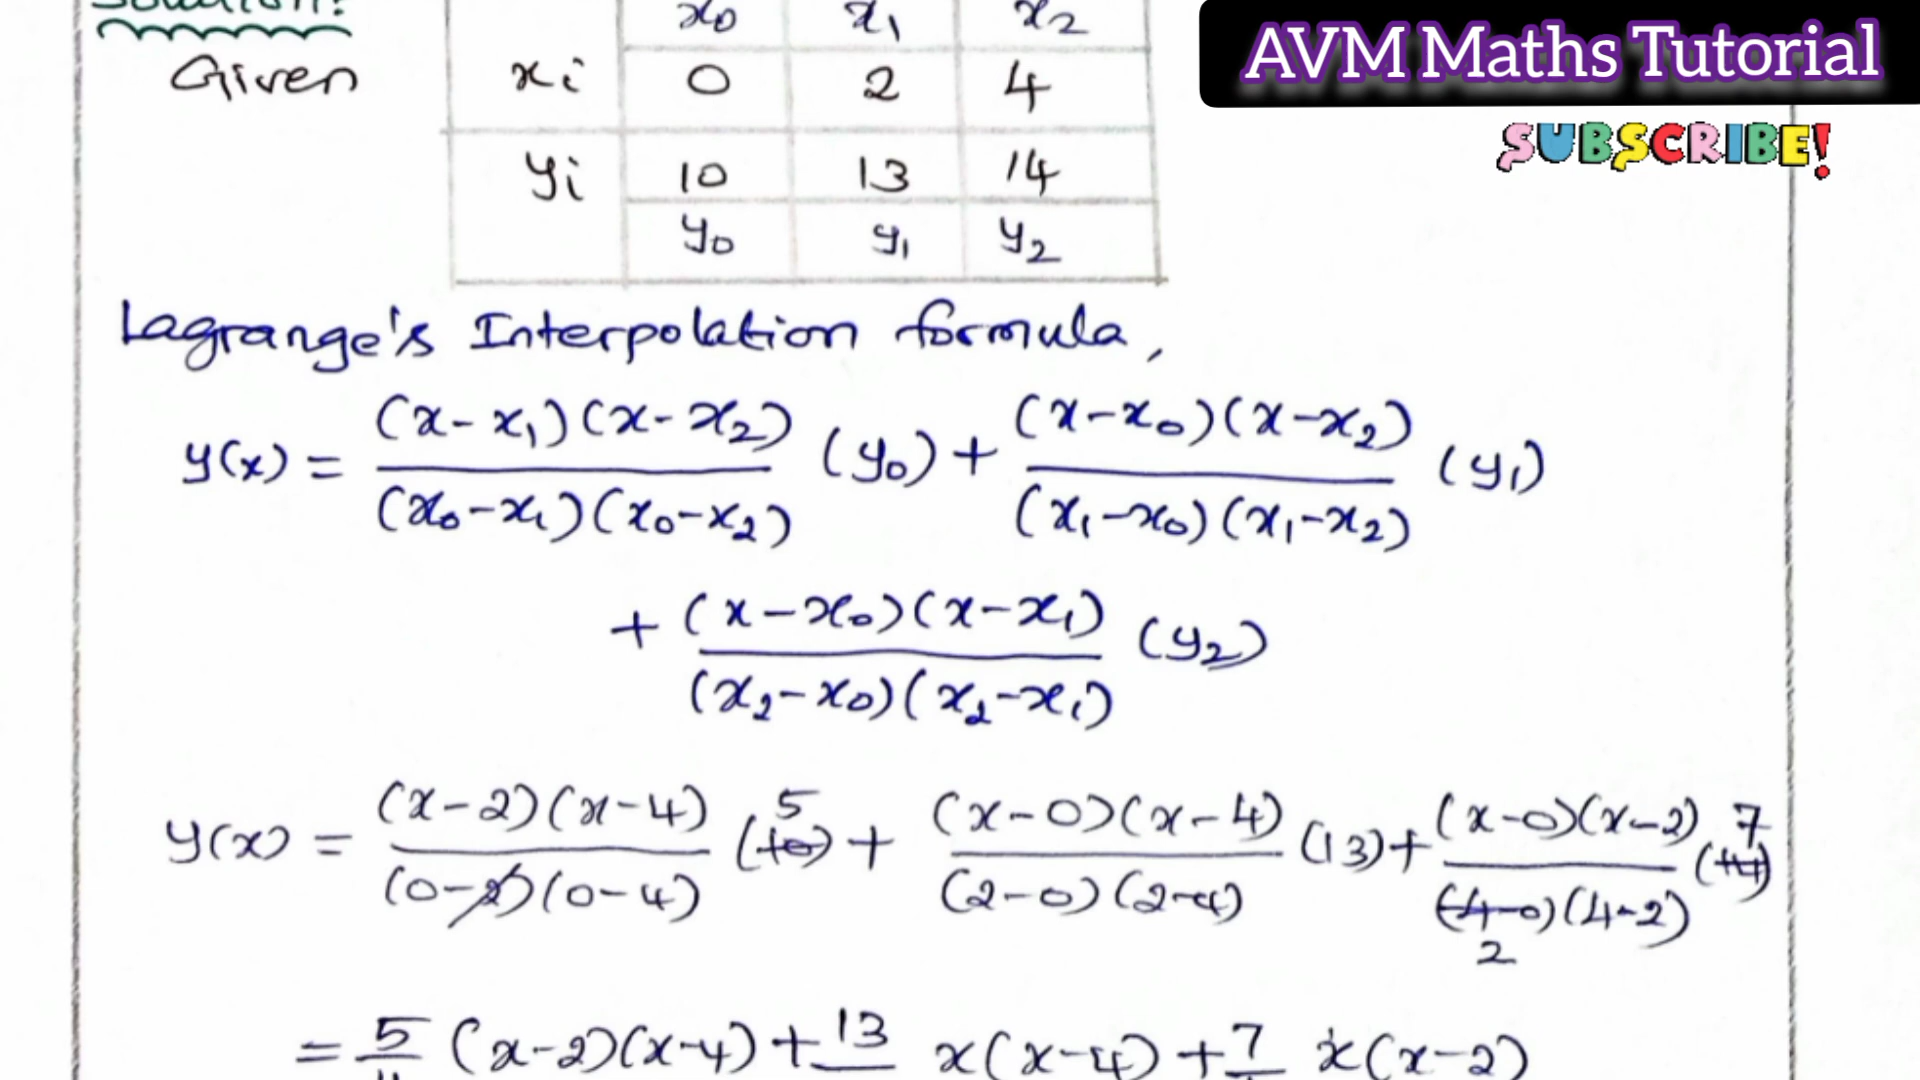 Solution:
AVM Maths Tutorial
SUBSCRIBE!
Given
x₀ x₁ x₂
xᵢ 0 2 4
yᵢ 10 13 14
y₀ y₁ y₂
Lagrange's Interpolation formula,
y(x) = (x-x₁)(x-x₂)/(x₀-x₁)(x₀-x₂) (y₀) + (x-x₀)(x-x₂)/(x₁-x₀)(x₁-x₂) (y₁)
+ (x-x₀)(x-x₁)/(x₂-x₀)(x₂-x₁) (y₂)
y(x) = (x-2)(x-4)/(0-2)(0-4) (10) 5 + (x-0)(x-4)/(2-0)(2-4) (13) + (x-0)(x-2)/(4-0)(4-2) (14) 7
2
= 5/4 (x-2)(x-4) + 13 x(x-4) + 7 x(x-2)